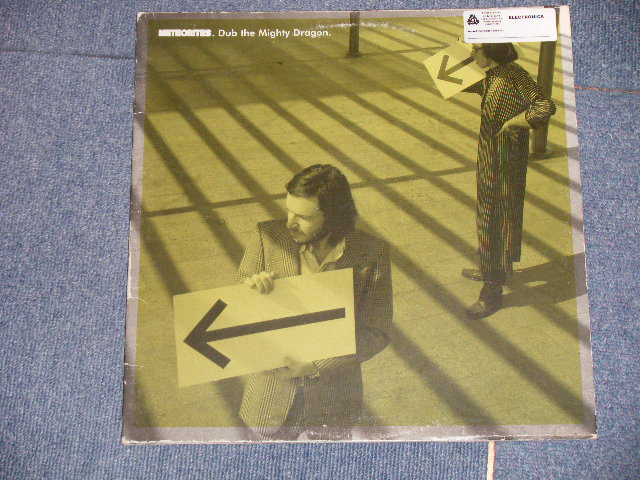 METEORITES. Dub the Mighty Dragon.
ELECTRONICA